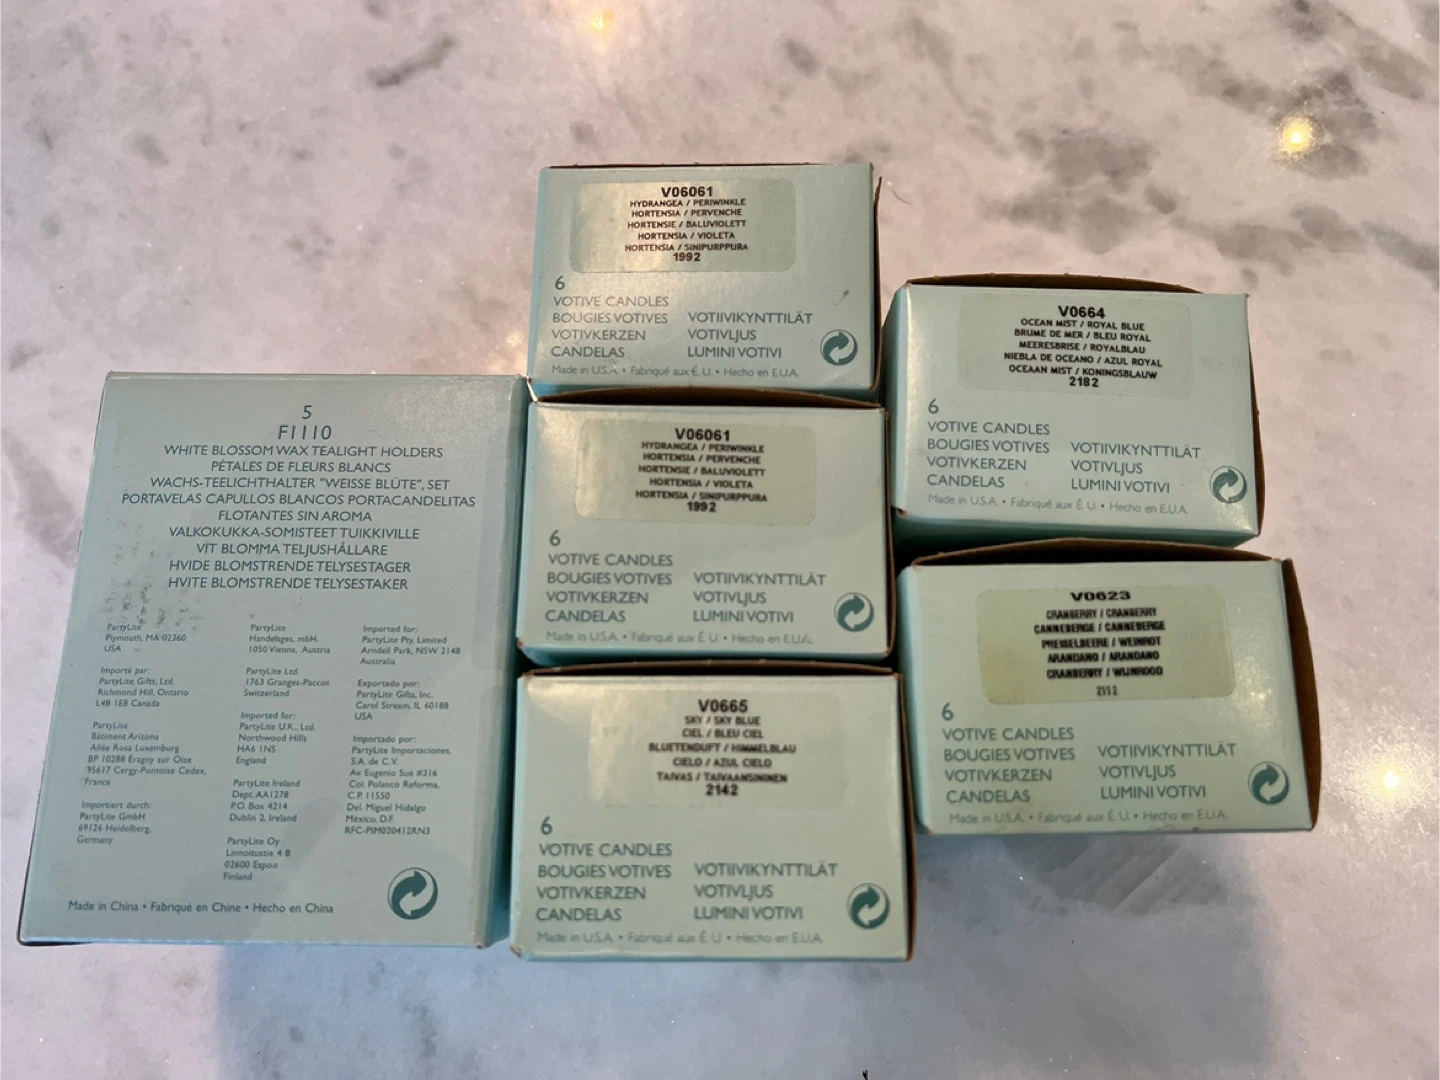 5
F1110
WHITE BLOSSOM WAX TEALIGHT HOLDERS
PÉTALES DE FLEURS BLANCS
WACHS-TEELICHTHALTER "WEISSE BLÜTE", SET
PORTAVELAS CAPULLOS BLANCOS PORTACANDELITAS
FLOTANTES SIN AROMA
VALKOKUKKA-SOMISTEET TUIKKIVILLE
VIT BLOMMA TELJUSHÅLLARE
HVIDE BLOMSTRENDE TELYSESTAGER
HVITE BLOMSTRENDE TELYSESTAKER
PartyLite
Plymouth, MA 02360
USA
Importé par:
PartyLite Gifts, Ltd.
Richmond Hill, Ontario
L4B 1E8 Canada
PartyLite
Bâtiment Arizona
Allée Rosa Luxemburg
BP 10288 Eragny sur Oise
95617 Cergy-Pontoise Cedex,
France
Importiert durch:
PartyLite GmbH
69126 Heidelberg,
Germany
PartyLite
Handelsges. mbH.
1050 Vienna, Austria
PartyLite Ltd.
1763 Granges-Paccot
Switzerland
Imported for:
PartyLite U.K., Ltd.
Northwood Hills
HA6 1NS
England
PartyLite Ireland
Dept. AA1278
P.O. Box 4214
Dublin 2, Ireland
PartyLite Oy
Linnoitustie 4 B
02600 Espoo
Finland
Imported for:
PartyLite Pty. Limited
Arndell Park, NSW 2148
Australia
Exportado por:
PartyLite Gifts, Inc.
Carol Stream, IL 60188
USA
Importado por:
PartyLite Importaciones,
S.A. de C.V.
Av. Eugenio Sué #316
Col. Polanco Reforma,
C.P. 11550
Del. Miguel Hidalgo
México, D.F.
RFC-PIM020412RN3
Made in China • Fabriqué en Chine • Hecho en China
V06061
HYDRANGEA / PERIWINKLE
HORTENSIA / PERVENCHE
HORTENSIE / BALUVIOLETT
HORTENSIA / VIOLETA
HORTENSIA / SINIPURPPURA
1992
6
VOTIVE CANDLES
BOUGIES VOTIVES VOTIIVIKYNTTILÄT
VOTIVKERZEN VOTIVLJUS
CANDELAS LUMINI VOTIVI
Made in U.S.A. • Fabriqué aux É. U. • Hecho en E.U.A.
V06061
HYDRANGEA / PERIWINKLE
HORTENSIA / PERVENCHE
HORTENSIE / BALUVIOLETT
HORTENSIA / VIOLETA
HORTENSIA / SINIPURPPURA
1992
6
VOTIVE CANDLES
BOUGIES VOTIVES VOTIIVIKYNTTILÄT
VOTIVKERZEN VOTIVLJUS
CANDELAS LUMINI VOTIVI
Made in U.S.A. • Fabriqué aux É. U. • Hecho en E.U.A.
V0665
SKY / SKY BLUE
CIEL / BLEU CIEL
BLUETENDUFT / HIMMELBLAU
CIELO / AZUL CIELO
TAIVAS / TAIVAANSININEN
2142
6
VOTIVE CANDLES
BOUGIES VOTIVES VOTIIVIKYNTTILÄT
VOTIVKERZEN VOTIVLJUS
CANDELAS LUMINI VOTIVI
Made in U.S.A. • Fabriqué aux É. U. • Hecho en E.U.A.
V0664
OCEAN MIST / ROYAL BLUE
BRUME DE MER / BLEU ROYAL
MEERESBRISE / ROYALBLAU
NIEBLA DE OCEANO / AZUL ROYAL
OCEAAN MIST / KONINGSBLAUW
2182
6
VOTIVE CANDLES
BOUGIES VOTIVES VOTIIVIKYNTTILÄT
VOTIVKERZEN VOTIVLJUS
CANDELAS LUMINI VOTIVI
Made in U.S.A. • Fabriqué aux É. U. • Hecho en E.U.A.
V0623
CRANBERRY / CRANBERRY
CANNEBERGE / CANNEBERGE
PREISELBEERE / WEINROT
ARANDANO / ARANDANO
CRANBERRY / WIJNROOD
2112
6
VOTIVE CANDLES
BOUGIES VOTIVES VOTIIVIKYNTTILÄT
VOTIVKERZEN VOTIVLJUS
CANDELAS LUMINI VOTIVI
Made in U.S.A. • Fabriqué aux É. U. • Hecho en E.U.A.